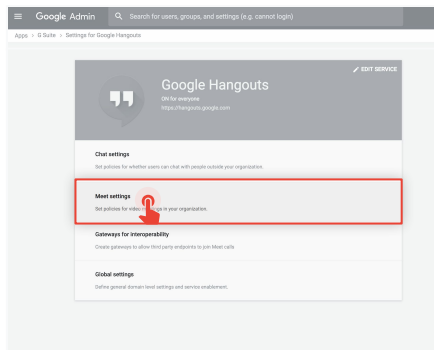 Google Admin
Search for users, groups, and settings (e.g. cannot login)
Apps > G Suite > Settings for Google Hangouts
EDIT SERVICE
Google Hangouts
ON for everyone
https://hangouts.google.com
Chat settings
Set policies for whether users can chat with people outside your organization.
Meet settings
Set policies for video in your organization.
Gateways for interoperability
Create gateways to allow third party endpoints to join Meet calls
Global settings
Define general domain level settings and service enablement.